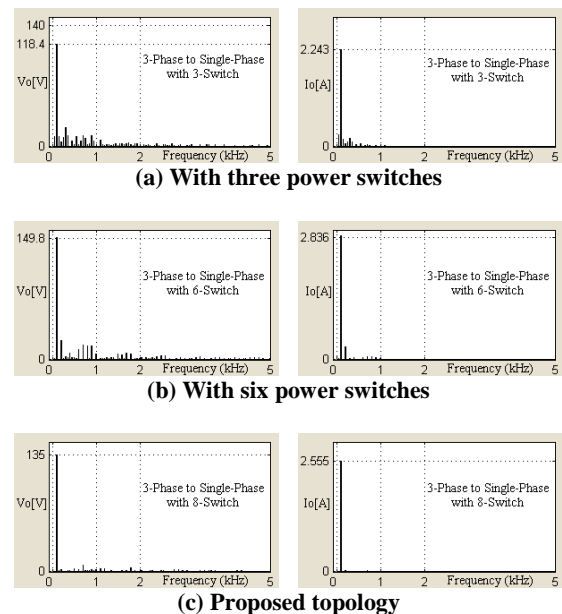 140
118.4
Vo[V]
0
3-Phase to Single-Phase
with 3-Switch
0 1 2 Frequency (kHz) 5
2.243
Io[A]
0
3-Phase to Single-Phase
with 3-Switch
0 1 2 Frequency (kHz) 5
(a) With three power switches
149.8
Vo[V]
0
3-Phase to Single-Phase
with 6-Switch
0 1 2 Frequency (kHz) 5
2.836
Io[A]
0
3-Phase to Single-Phase
with 6-Switch
0 1 2 Frequency (kHz) 5
(b) With six power switches
135
Vo[V]
0
3-Phase to Single-Phase
with 8-Switch
0 1 2 Frequency (kHz) 5
2.555
Io[A]
0
3-Phase to Single-Phase
with 8-Switch
0 1 2 Frequency (kHz) 5
(c) Proposed topology